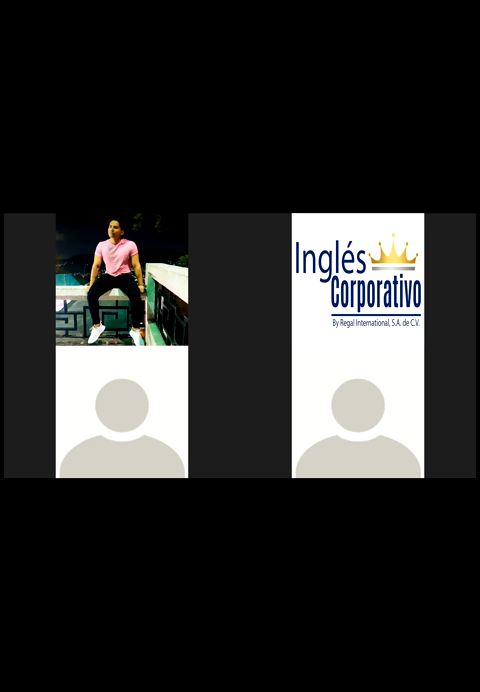 Inglés
Corporativo
By Regal International, S.A. de C.V.